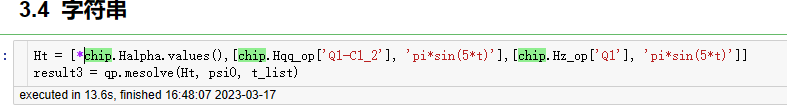 3.4 字符串
:
Ht = [*chip.Halpha.values(),[chip.Hqq_op['Q1-C1_2'], 'pi*sin(5*t)'],[chip.Hz_op['Q1'], 'pi*sin(5*t)']]
result3 = qp.mesolve(Ht, psi0, t_list)
executed in 13.6s, finished 16:48:07 2023-03-17